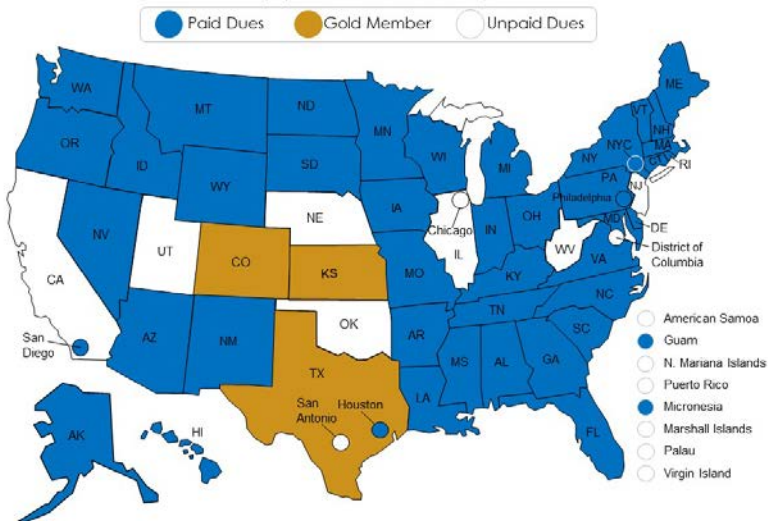 Paid Dues
Gold Member
Unpaid Dues
WA
OR
CA
NV
ID
MT
WY
UT
AZ
CO
NM
ND
SD
NE
KS
OK
TX
MN
IA
MO
AR
LA
WI
IL
Chicago
MI
IN
OH
KY
TN
MS
AL
GA
FL
SC
NC
VA
WV
MD
DE
District of
Columbia
PA
Philadelphia
NJ
NY
NYC
CT
RI
MA
VT
NH
ME
San
Diego
San
Antonio
Houston
AK
HI
American Samoa
Guam
N. Mariana Islands
Puerto Rico
Micronesia
Marshall Islands
Palau
Virgin Island